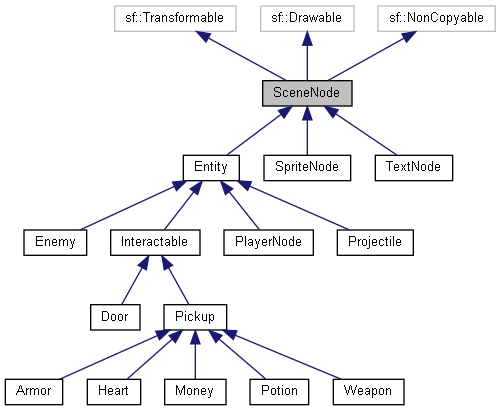 sf::Transformable
sf::Drawable
sf::NonCopyable
SceneNode
Entity
SpriteNode
TextNode
Enemy
Interactable
PlayerNode
Projectile
Door
Pickup
Armor
Heart
Money
Potion
Weapon